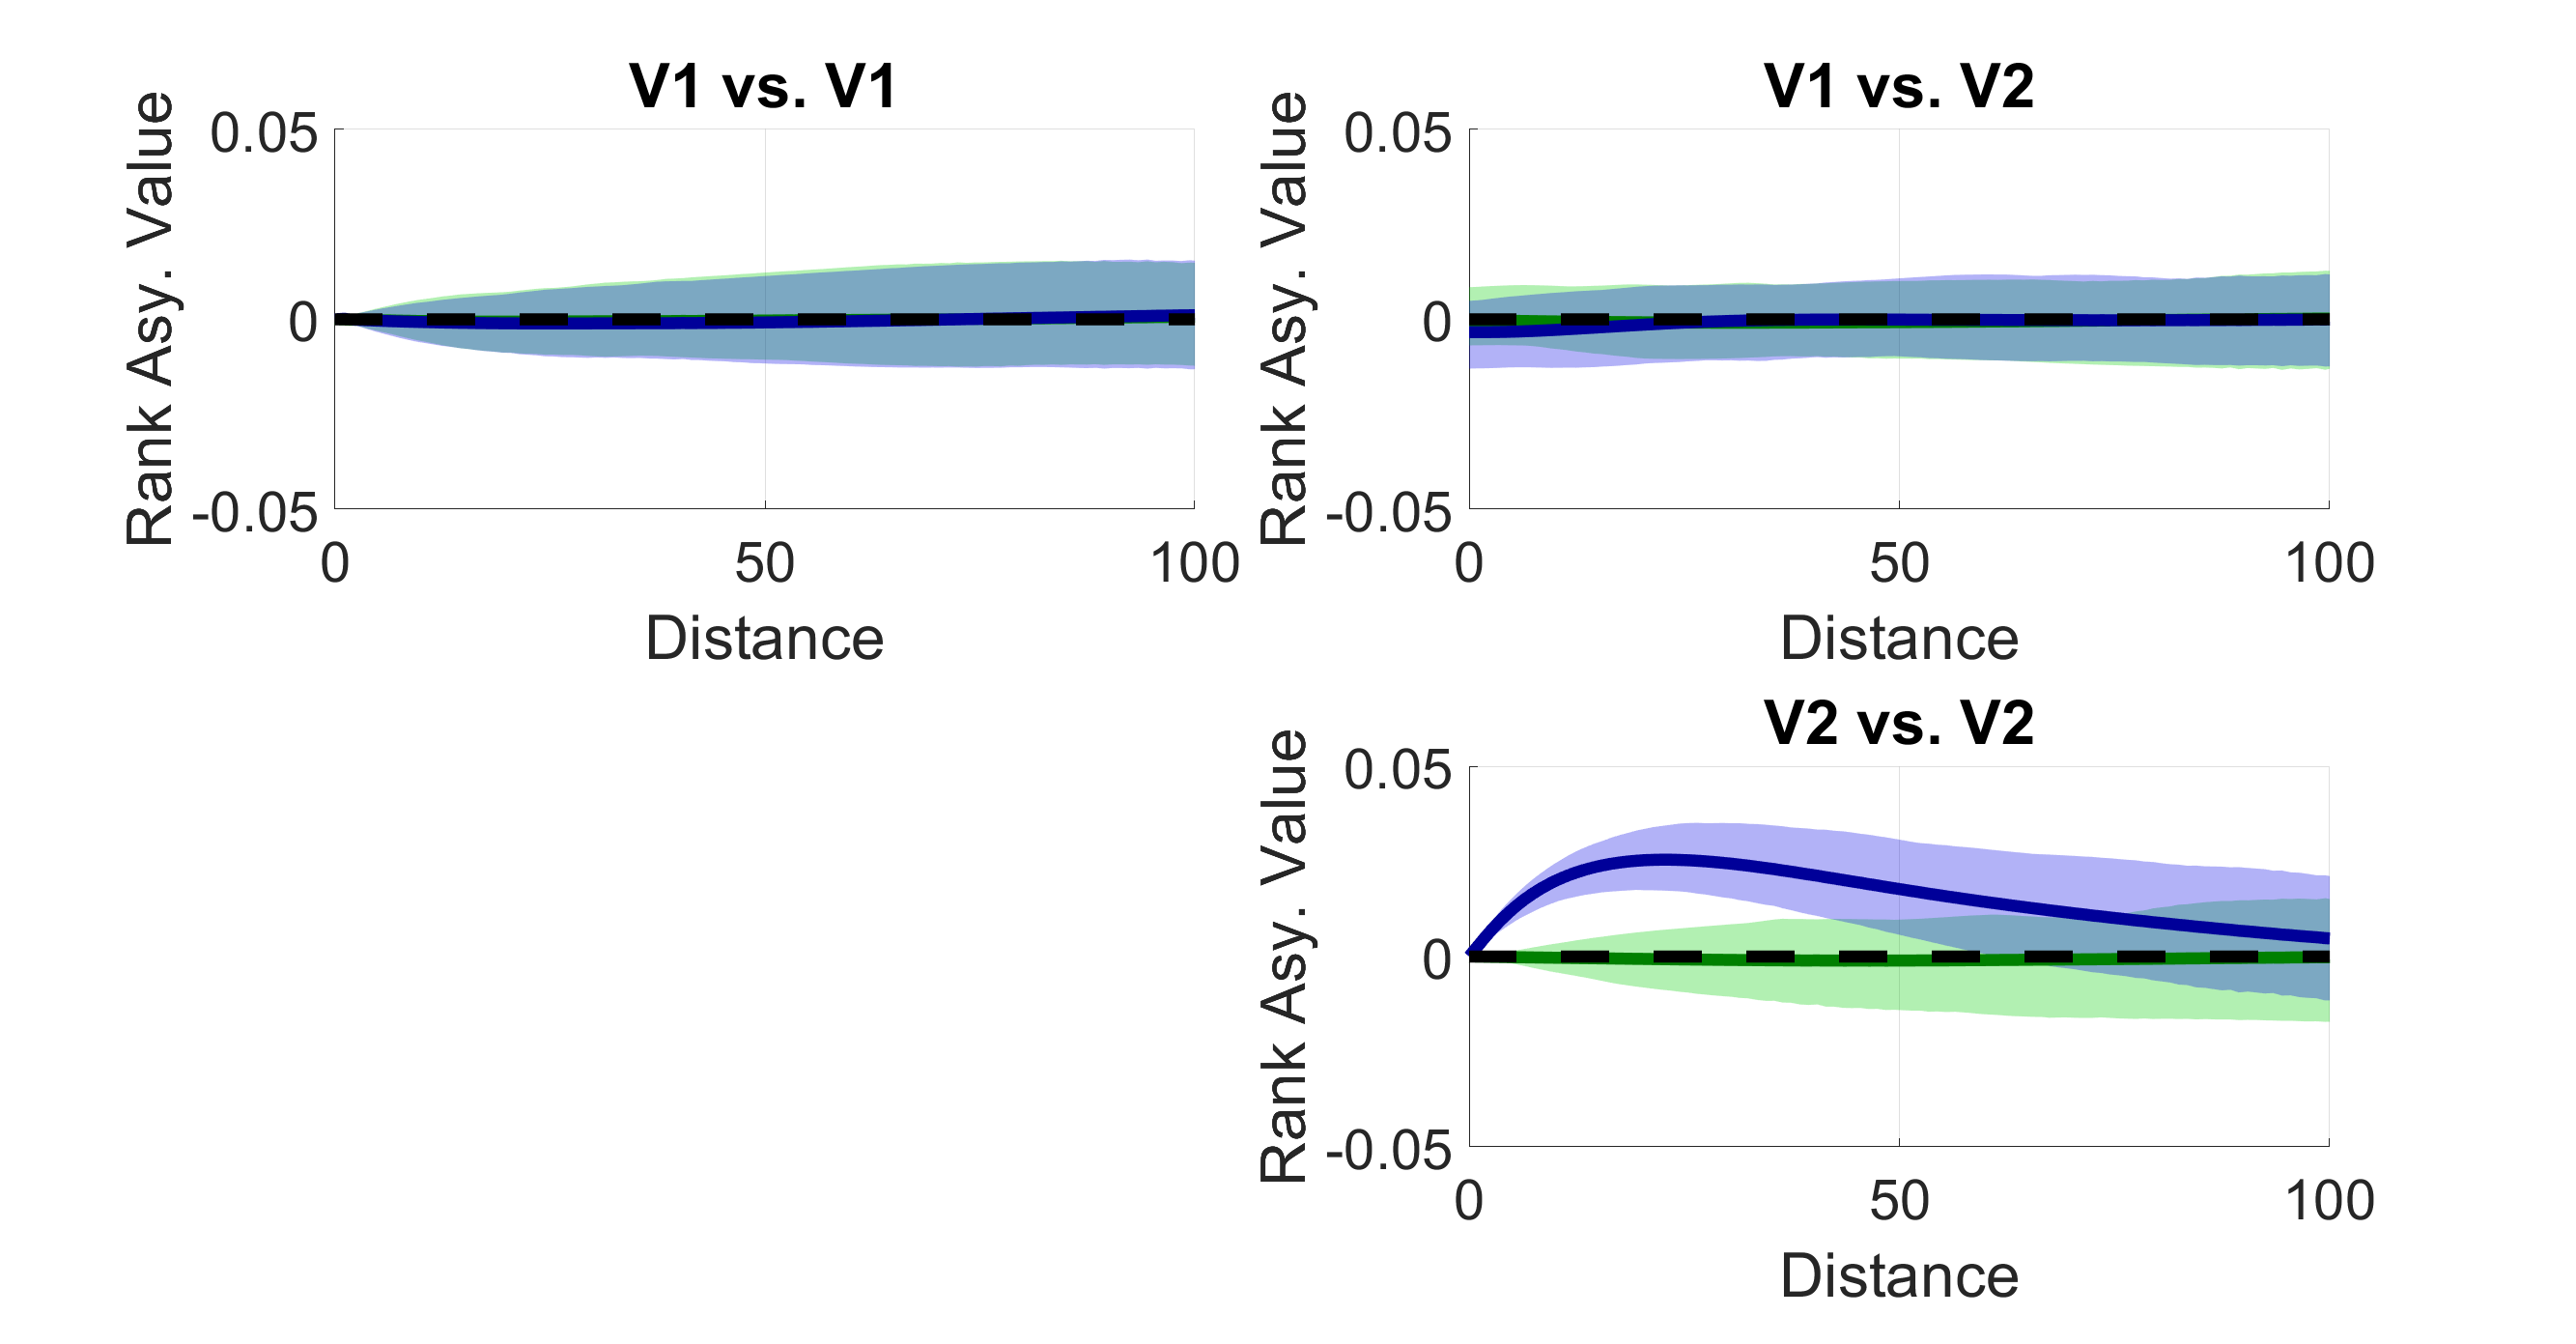 V1 vs. V1
Rank Asy. Value
0.05
0
-0.05
0 50 100
Distance
V1 vs. V2
Rank Asy. Value
0.05
0
-0.05
0 50 100
Distance
V2 vs. V2
Rank Asy. Value
0.05
0
-0.05
0 50 100
Distance